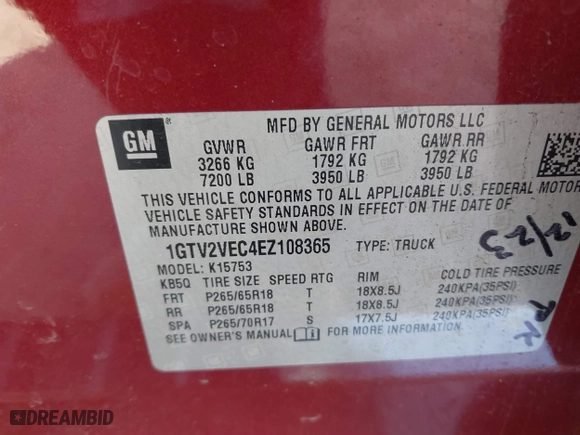 MFD BY GENERAL MOTORS LLC
GM
GVWR GAWR FRT GAWR RR
3266 KG 1792 KG 1792 KG
7200 LB 3950 LB 3950 LB
THIS VEHICLE CONFORMS TO ALL APPLICABLE U.S. FEDERAL MOTOR
VEHICLE SAFETY STANDARDS IN EFFECT ON THE DATE OF
MANUFACTURE SHOWN ABOVE.
1GTV2VEC4EZ108365 TYPE: TRUCK
MODEL: K15753
KB5Q TIRE SIZE SPEED RTG RIM COLD TIRE PRESSURE
FRT P265/65R18 T 18X8.5J 240KPA(35PSI)
RR P265/65R18 T 18X8.5J 240KPA(35PSI)
SPA P265/70R17 S 17X7.5J 240KPA(35PSI)
SEE OWNER'S MANUAL FOR MORE INFORMATION.
12/23
DREAMBID